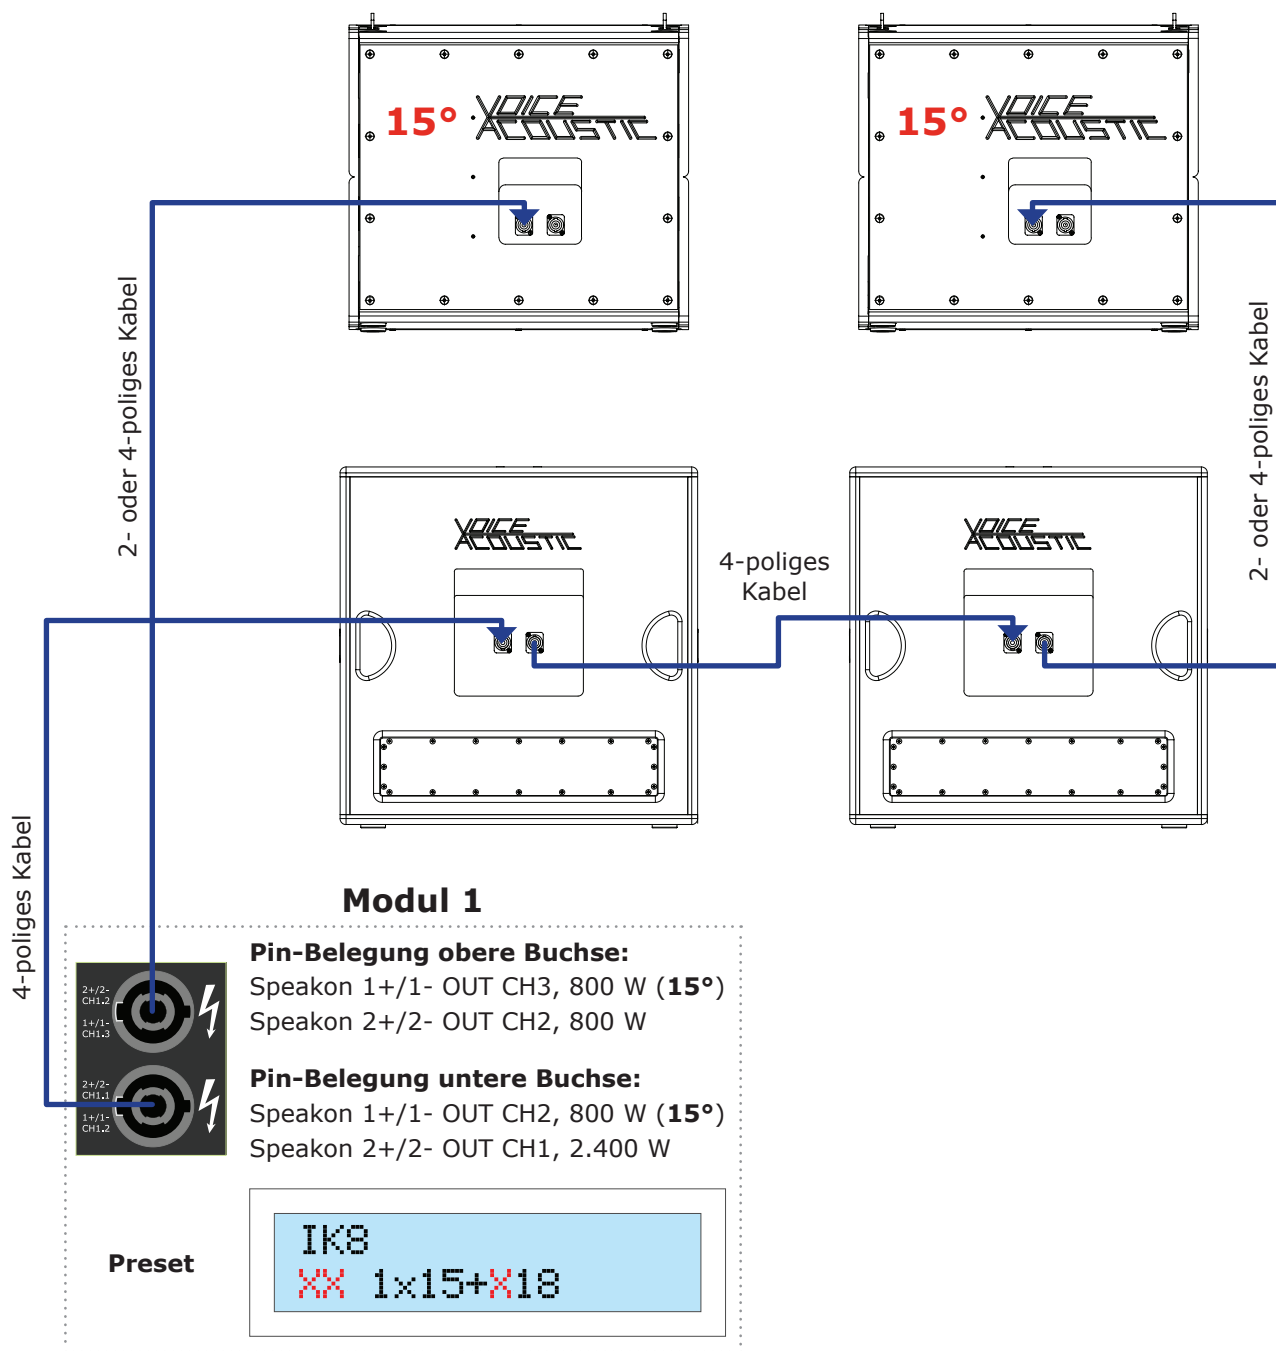 VOICE
ACOUSTIC
15°
VOICE
ACOUSTIC
15°
2- oder 4-poliges Kabel
2- oder 4-poliges Kabel
VOICE
ACOUSTIC
VOICE
ACOUSTIC
4-poliges
Kabel
4-poliges Kabel
Modul 1
2+/2-
CH1.2
1+/1-
CH1.3
Pin-Belegung obere Buchse:
Speakon 1+/1- OUT CH3, 800 W (15°)
Speakon 2+/2- OUT CH2, 800 W
2+/2-
CH1.1
1+/1-
CH1.2
Pin-Belegung untere Buchse:
Speakon 1+/1- OUT CH2, 800 W (15°)
Speakon 2+/2- OUT CH1, 2.400 W
Preset
IK8
XX 1x15+X18